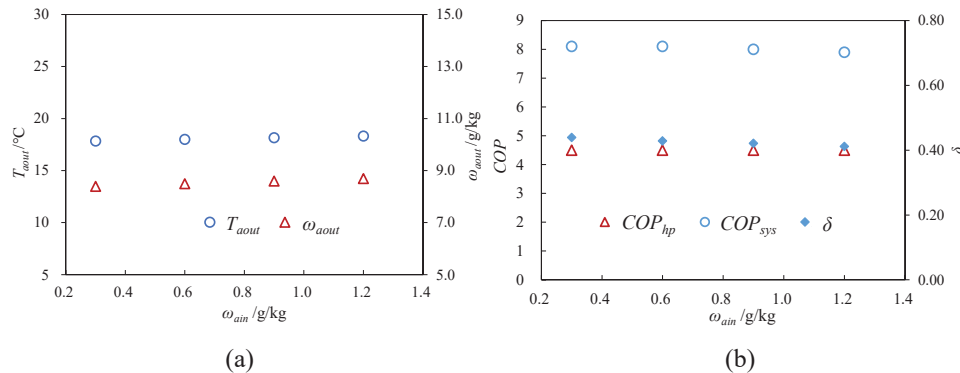 30
25
20
15
10
5
T_aout/°C
15.0
13.0
11.0
9.0
7.0
5.0
ω_aout/g/kg
T_aout
ω_aout
0.2 0.4 0.6 0.8 1.0 1.2 1.4
ω_ain /g/kg
(a)
9
8
7
6
5
4
3
2
1
0
COP
0.80
0.60
0.40
0.20
0.00
δ
COP_hp COP_sys δ
0.2 0.4 0.6 0.8 1.0 1.2 1.4
ω_ain /g/kg
(b)